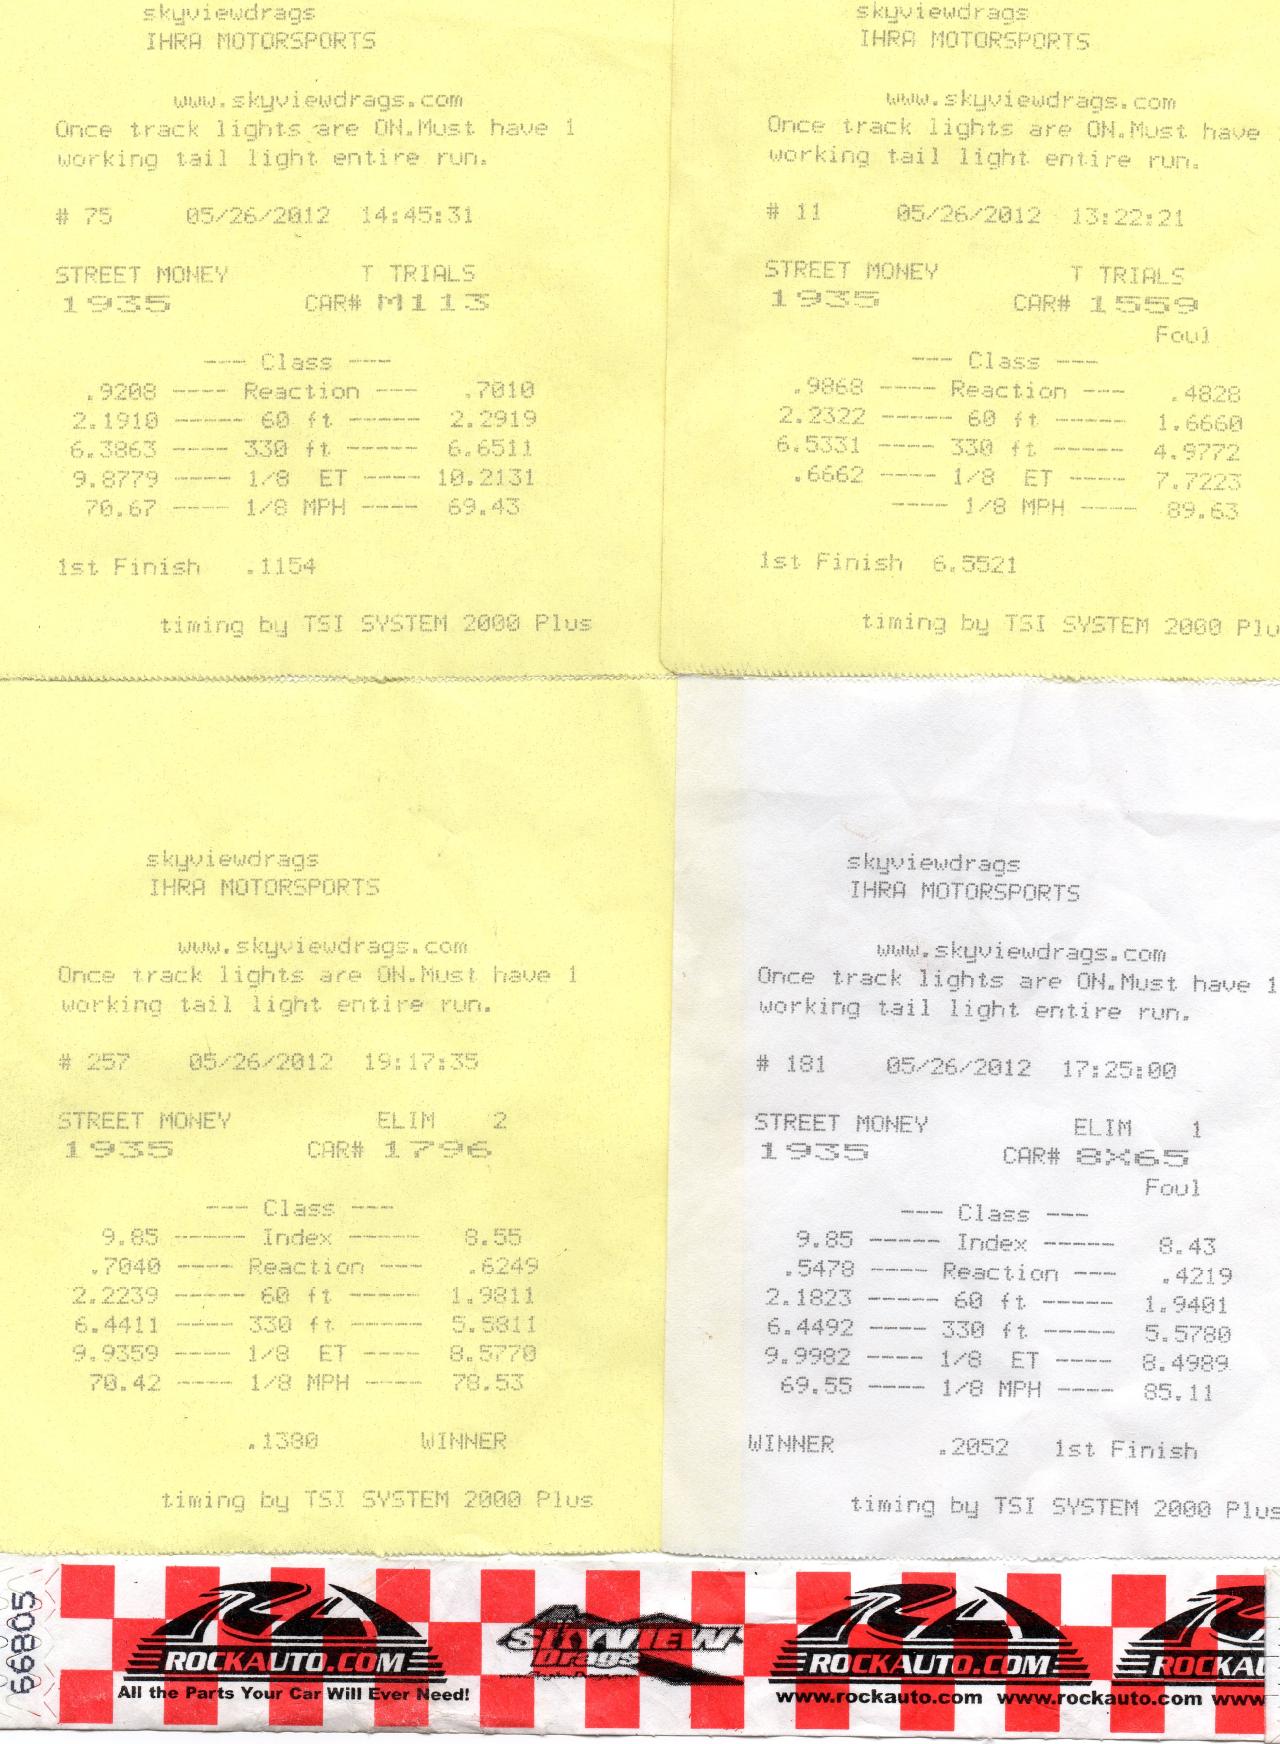 skyviewdrags
IHRA MOTORSPORTS
www.skyviewdrags.com
Once track lights are ON.Must have 1
working tail light entire run.
# 75 05/26/2012 14:45:31
STREET MONEY T TRIALS
1935 CAR# M113
--- Class ---
.9208 ---- Reaction --- .7010
2.1910 ----- 60 ft ----- 2.2919
6.3863 ---- 330 ft ----- 6.6511
9.8779 ---- 1/8 ET ---- 10.2131
70.67 ---- 1/8 MPH ---- 69.43
1st Finish .1154
timing by TSI SYSTEM 2000 Plus
skyviewdrags
IHRA MOTORSPORTS
www.skyviewdrags.com
Once track lights are ON.Must have
working tail light entire run.
# 11 05/26/2012 13:22:21
STREET MONEY T TRIALS
1935 CAR# 1559
Foul
--- Class ---
.9868 ---- Reaction --- .4828
2.2322 ----- 60 ft ----- 1.6660
6.5331 ---- 330 ft ----- 4.9772
.6662 ---- 1/8 ET ---- 7.7223
---- 1/8 MPH ---- 89.63
1st Finish 6.5521
timing by TSI SYSTEM 2000 Plu
skyviewdrags
IHRA MOTORSPORTS
www.skyviewdrags.com
Once track lights are ON.Must have 1
working tail light entire run.
# 257 05/26/2012 19:17:35
STREET MONEY ELIM 2
1935 CAR# 1796
--- Class ---
9.85 ----- Index ---- 8.55
.7040 ---- Reaction --- .6249
2.2239 ----- 60 ft ----- 1.9811
6.4411 ---- 330 ft ----- 5.5811
9.9359 ---- 1/8 ET ---- 8.5770
70.42 ---- 1/8 MPH ---- 78.53
.1380 WINNER
timing by TSI SYSTEM 2000 Plus
skyviewdrags
IHRA MOTORSPORTS
www.skyviewdrags.com
Once track lights are ON.Must have 1
working tail light entire run.
# 181 05/26/2012 17:25:00
STREET MONEY ELIM 1
1935 CAR# 8X65
Foul
--- Class ---
9.85 ----- Index ---- 8.43
.5478 ---- Reaction --- .4219
2.1823 ----- 60 ft ----- 1.9401
6.4492 ---- 330 ft ----- 5.5780
9.9982 ---- 1/8 ET ---- 8.4989
69.55 ---- 1/8 MPH ---- 85.11
WINNER .2052 1st Finish
timing by TSI SYSTEM 2000 Plus
66805
ROCKAUTO.COM
All the Parts Your Car Will Ever Need!
SKYVIEW
Drags
ROCKAUTO.COM
www.rockauto.com www.rockauto.com www
ROCKAU